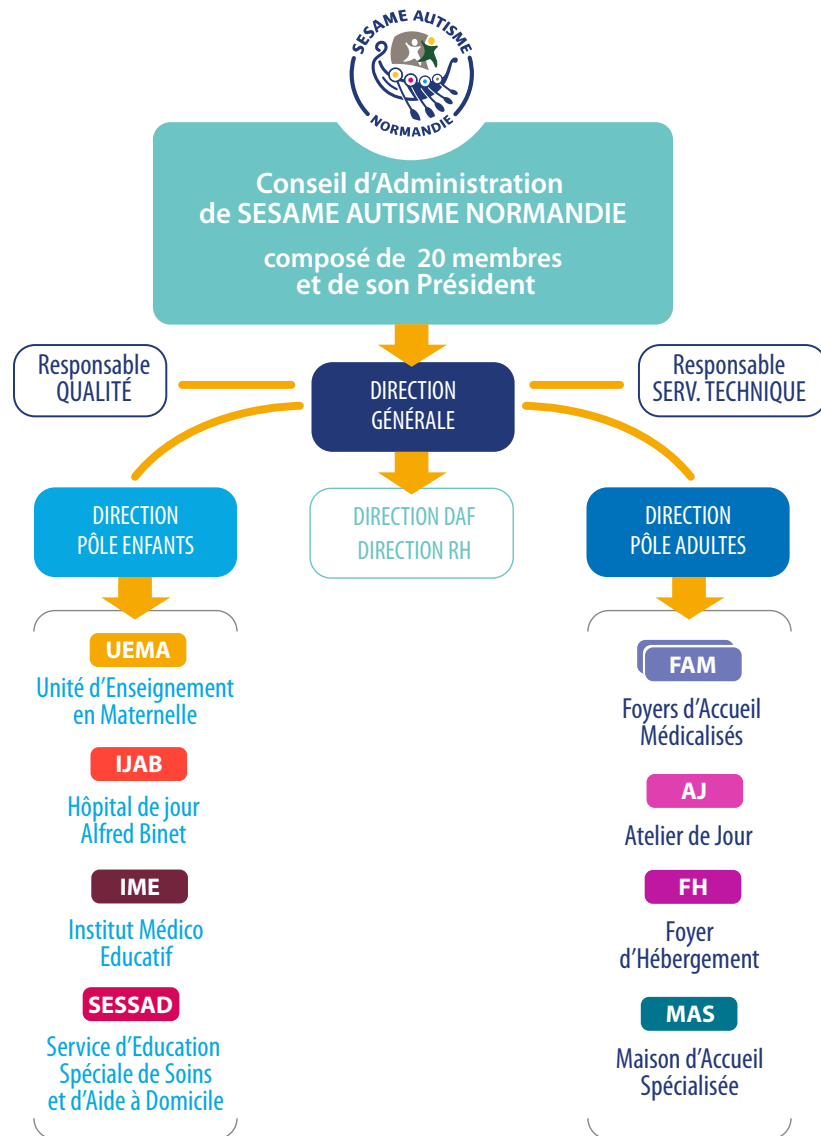 SESAME AUTISME
NORMANDIE
Conseil d'Administration
de SESAME AUTISME NORMANDIE
composé de 20 membres
et de son Président
Responsable
QUALITÉ
DIRECTION
GÉNÉRALE
Responsable
SERV. TECHNIQUE
DIRECTION
PÔLE ENFANTS
DIRECTION DAF
DIRECTION RH
DIRECTION
PÔLE ADULTES
UEMA
Unité d'Enseignement
en Maternelle
IJAB
Hôpital de jour
Alfred Binet
IME
Institut Médico
Educatif
SESSAD
Service d'Education
Spéciale de Soins
et d'Aide à Domicile
FAM
Foyers d'Accueil
Médicalisés
AJ
Atelier de Jour
FH
Foyer
d'Hébergement
MAS
Maison d'Accueil
Spécialisée